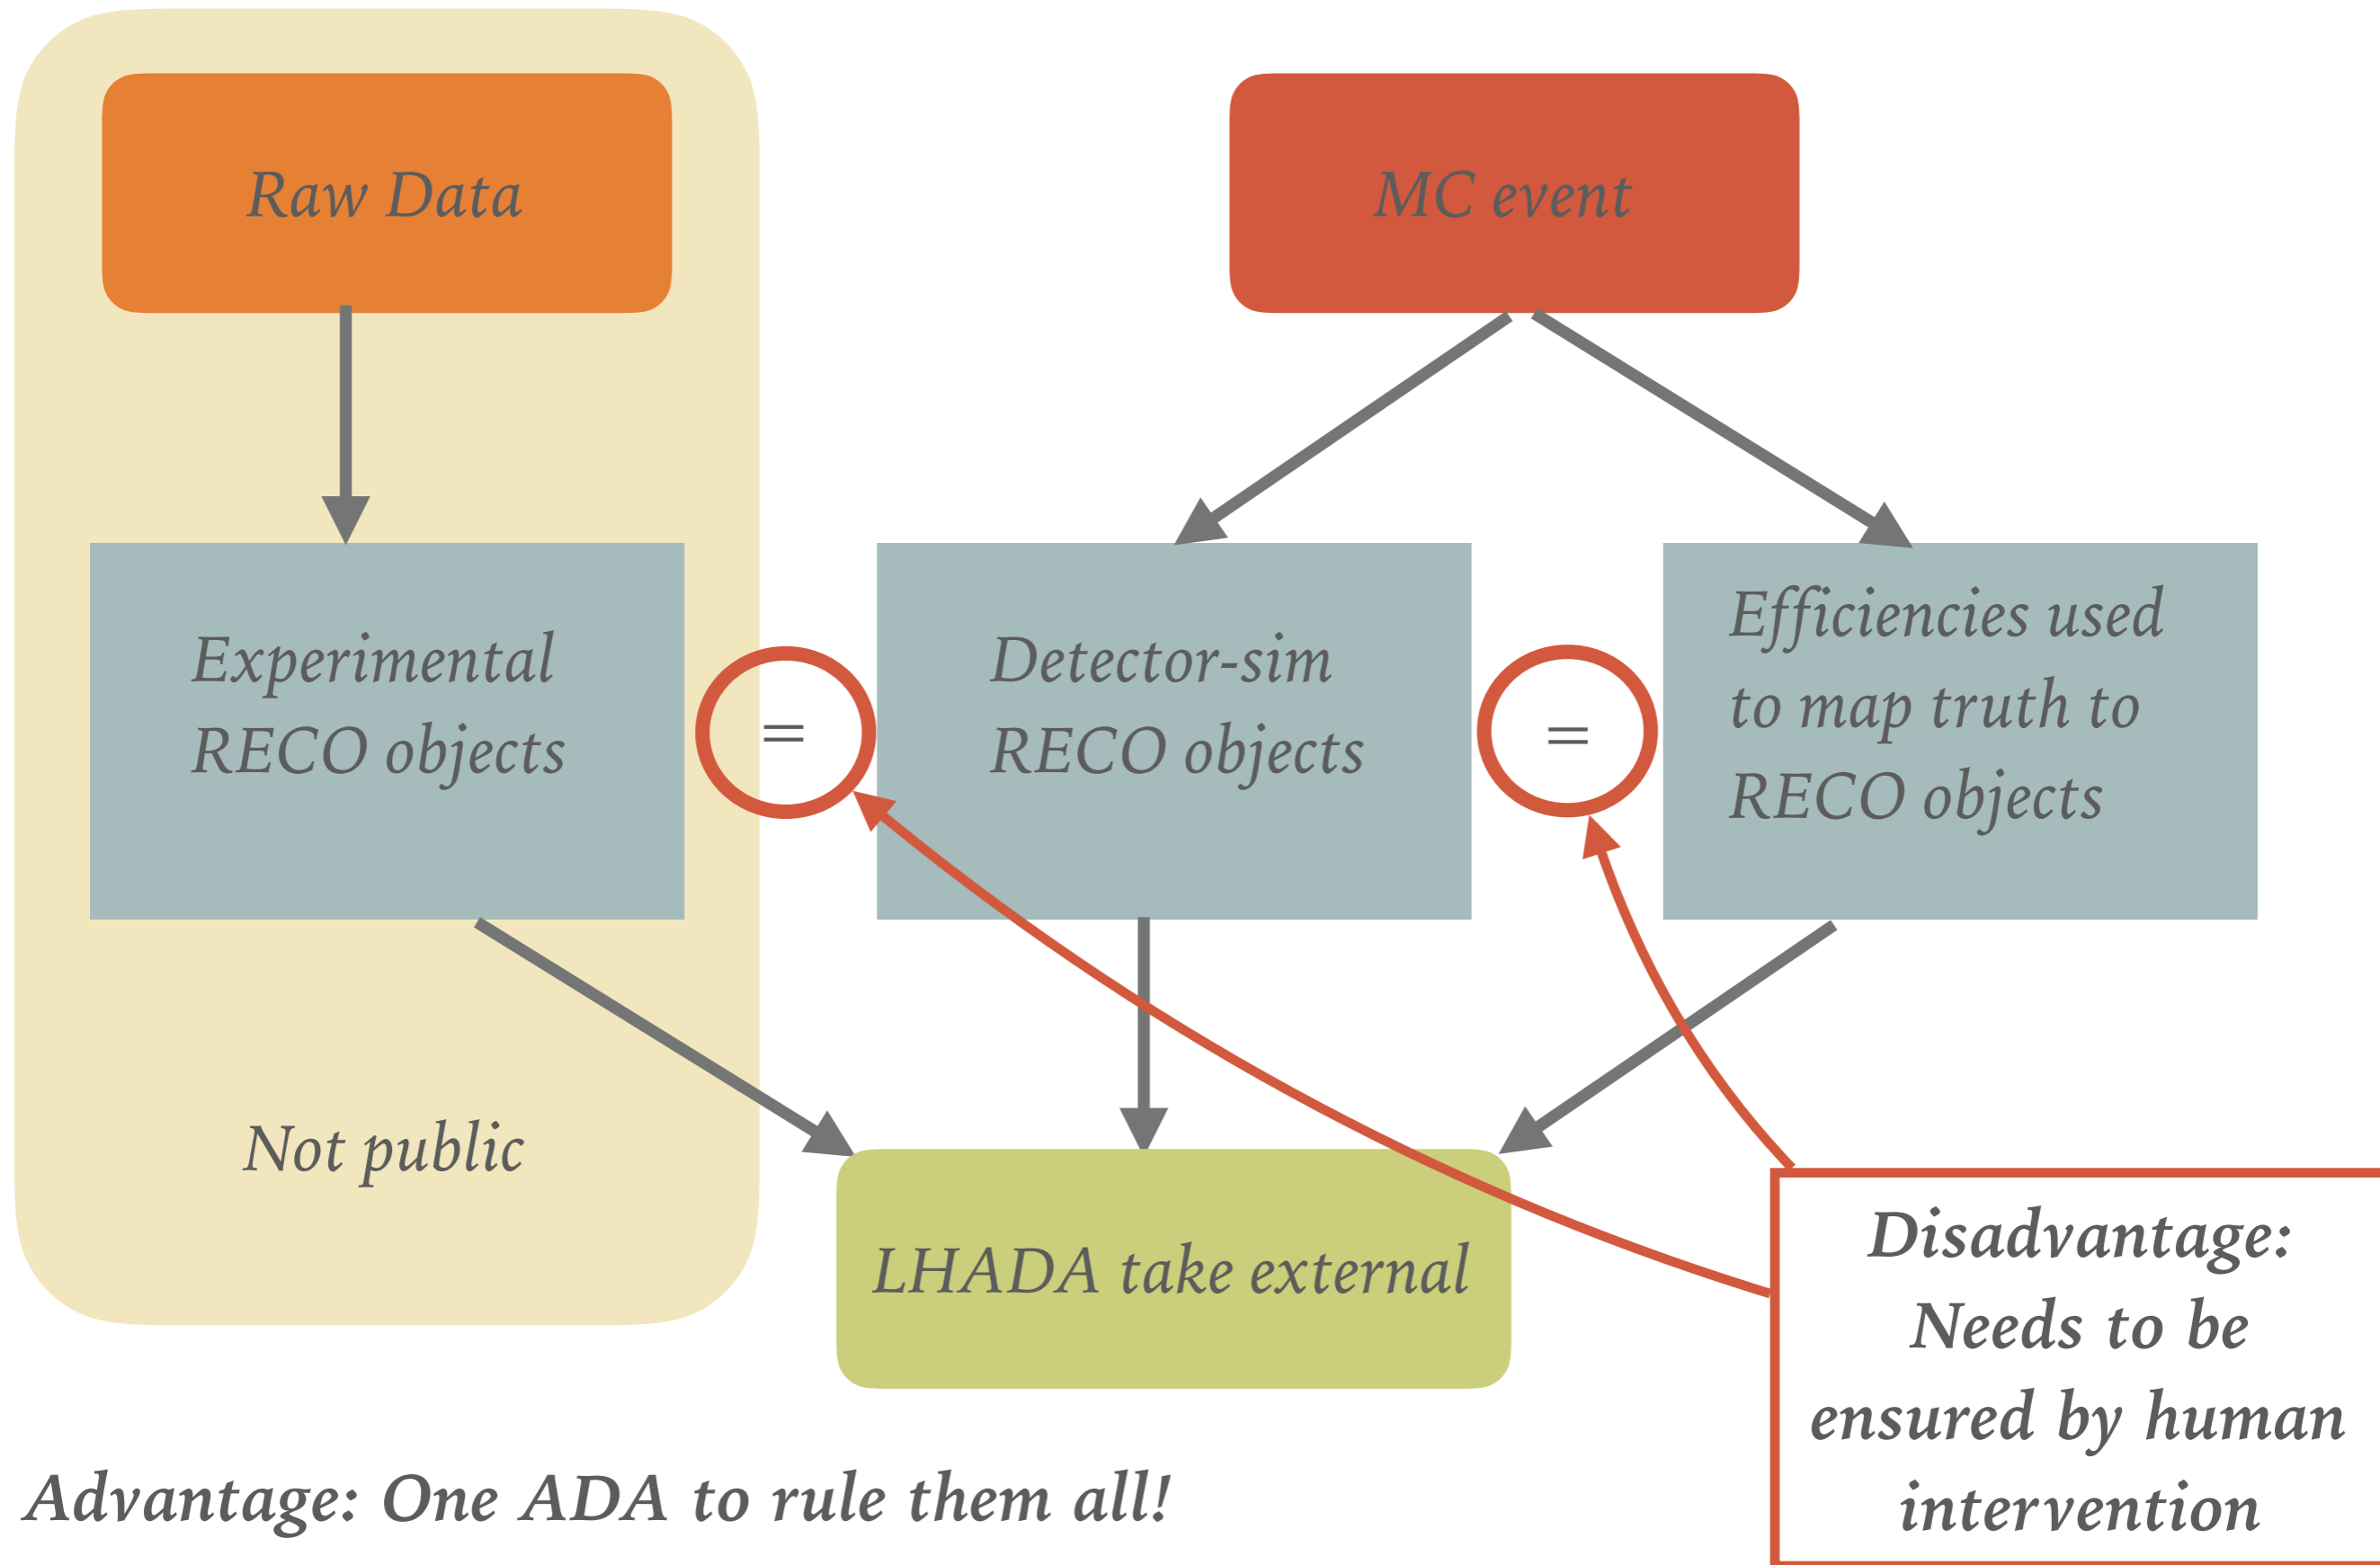 Raw Data
MC event
Experimental
RECO objects
=
Detector-sim
RECO objects
=
Efficiencies used
to map truth to
RECO objects
Not public
LHADA take external
Disadvantage:
Needs to be
ensured by human
intervention
Advantage: One ADA to rule them all!